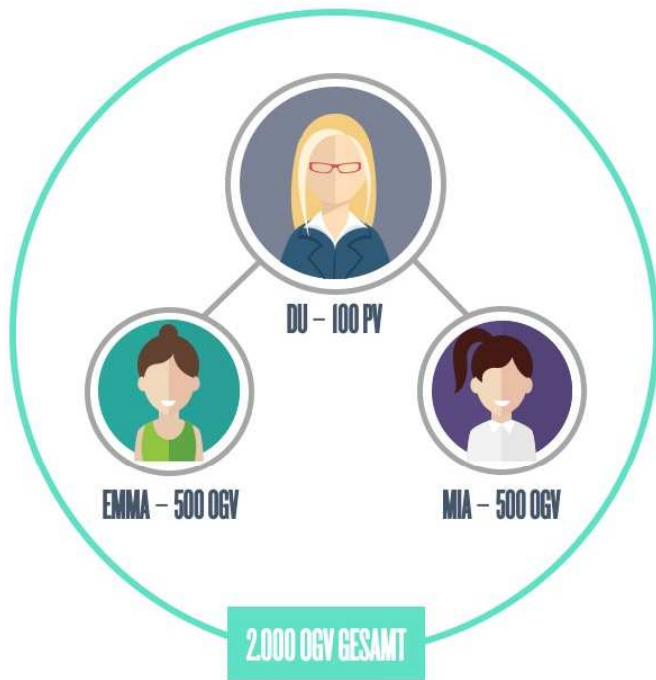 DU – 100 PV
EMMA – 500 OGV
MIA – 500 OGV
2.000 OGV GESAMT